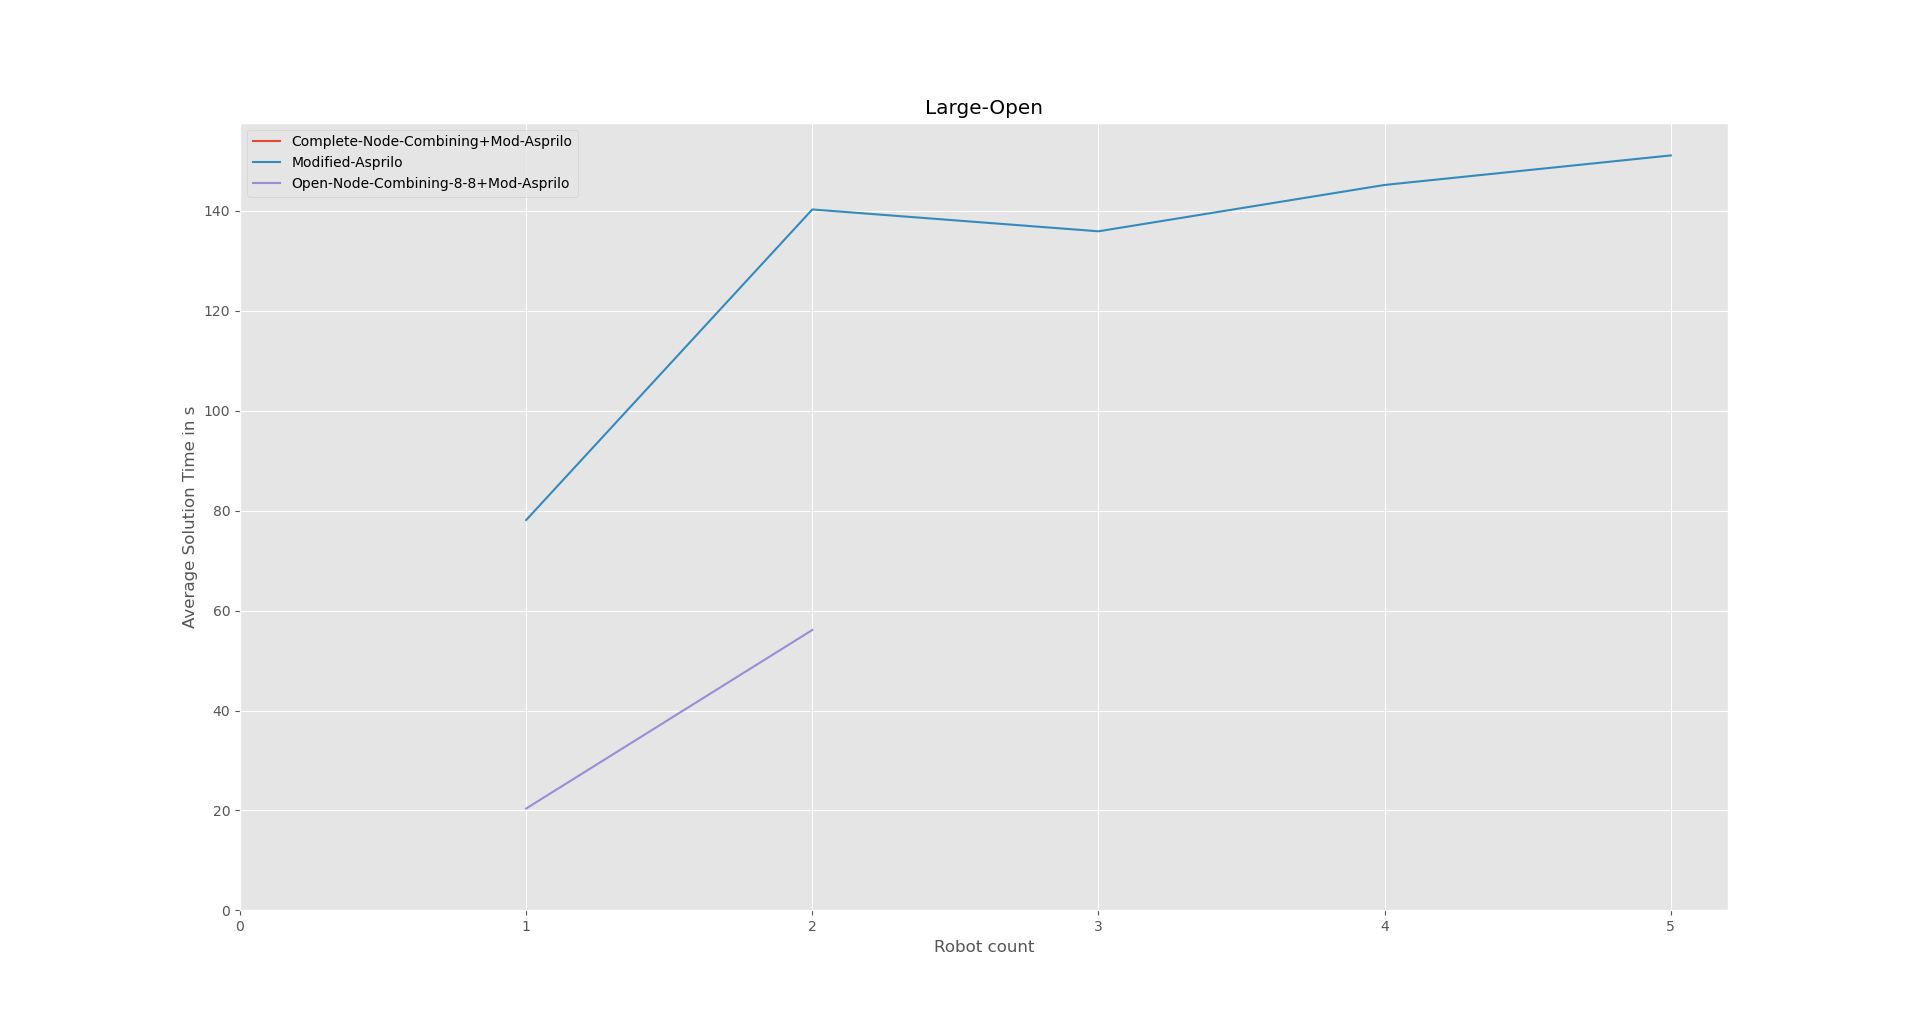 Large-Open
Complete-Node-Combining+Mod-Asprilo
Modified-Asprilo
Open-Node-Combining-8-8+Mod-Asprilo
140
120
100
80
60
40
20
0
Average Solution Time in s
0 1 2 3 4 5
Robot count